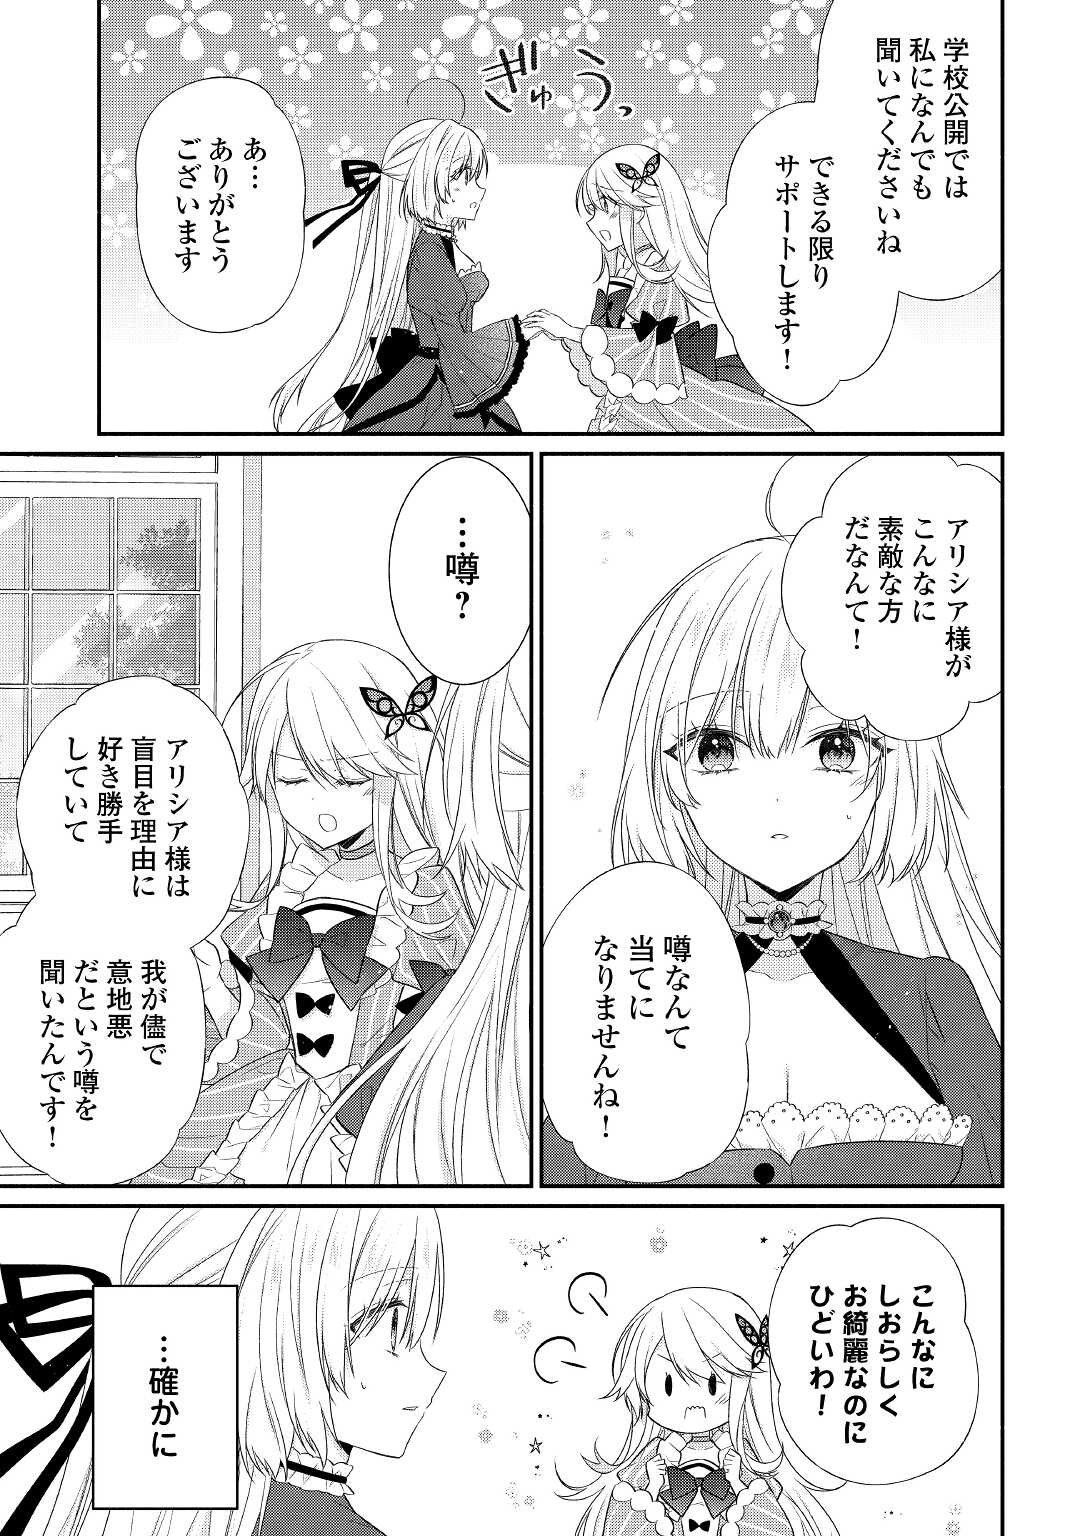 学校公開では
私になんでも
聞いてくださいね
できる限り
サポートします！
ぎゅうっ
あ…
ありがとう
ございます
アリシア様が
こんなに
素敵な方
だなんて！
噂なんて
当てに
なりませんね！
…噂？
アリシア様は
盲目を理由に
好き勝手
していて
我が儘で
意地悪
だという噂を
聞いたんです！
こんなに
しおらしく
お綺麗なのに
ひどいわ！
…確かに